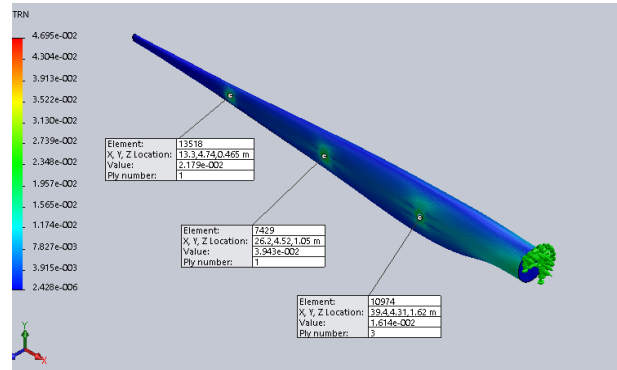 TRN
4.695e-002
4.304e-002
3.913e-002
3.522e-002
3.130e-002
2.739e-002
2.348e-002
1.957e-002
1.565e-002
1.174e-002
7.827e-003
3.915e-003
2.428e-006
Element: 13518
X, Y, Z Location: 13.3,4.74,0.465 m
Value: 2.179e-002
Ply number: 1
Element: 7429
X, Y, Z Location: 26.2,4.52,1.05 m
Value: 3.943e-002
Ply number: 1
Element: 10974
X, Y, Z Location: 39.4,4.31,1.62 m
Value: 1.614e-002
Ply number: 3
Y
X